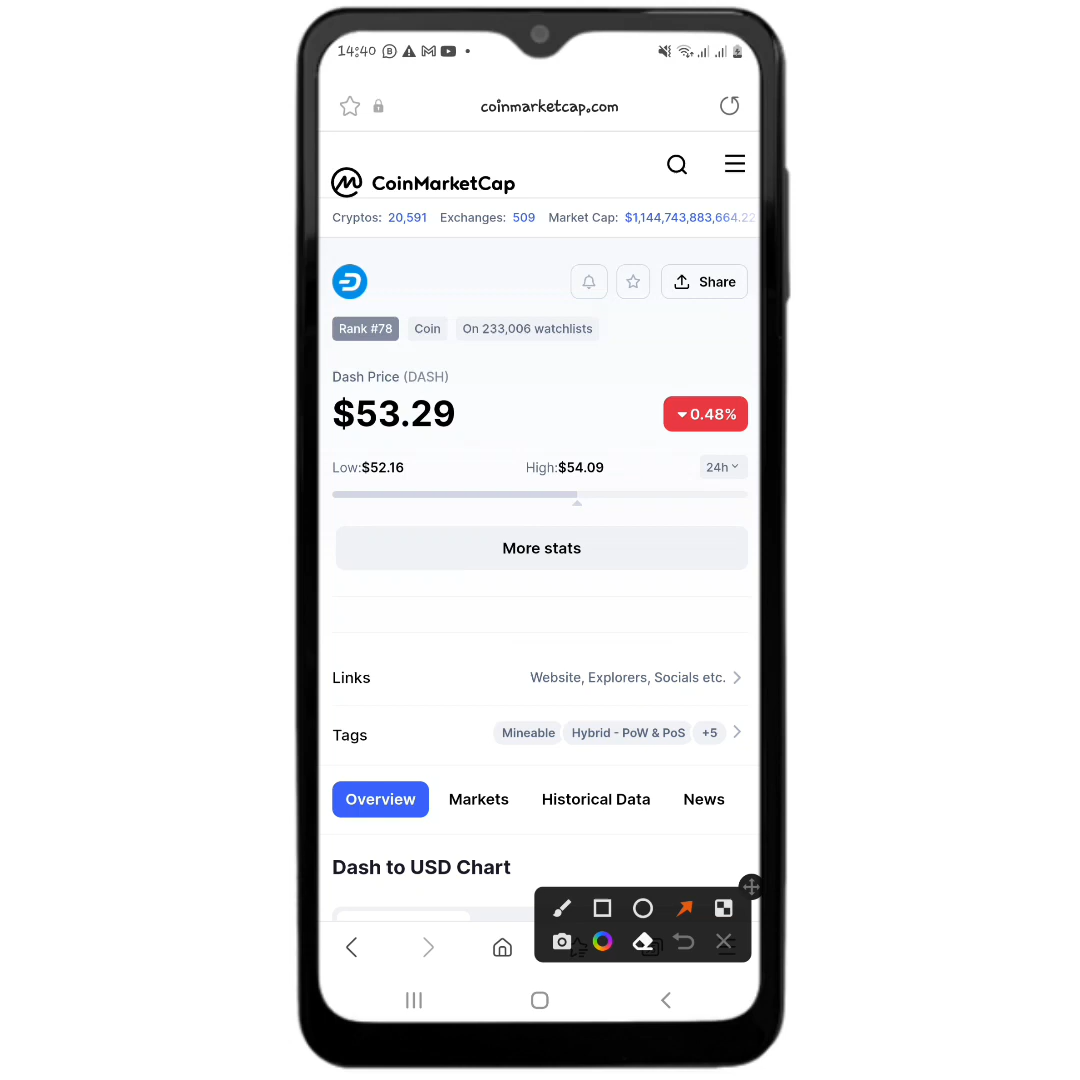 14:40
coinmarketcap.com
CoinMarketCap
Cryptos: 20,591 Exchanges: 509 Market Cap: $1,144,743,883,664.22
Share
Rank #78 Coin On 233,006 watchlists
Dash Price (DASH)
$53.29 0.48%
Low:$52.16 High:$54.09 24h
More stats
Links Website, Explorers, Socials etc.
Tags Mineable Hybrid - PoW & PoS +5
Overview Markets Historical Data News
Dash to USD Chart